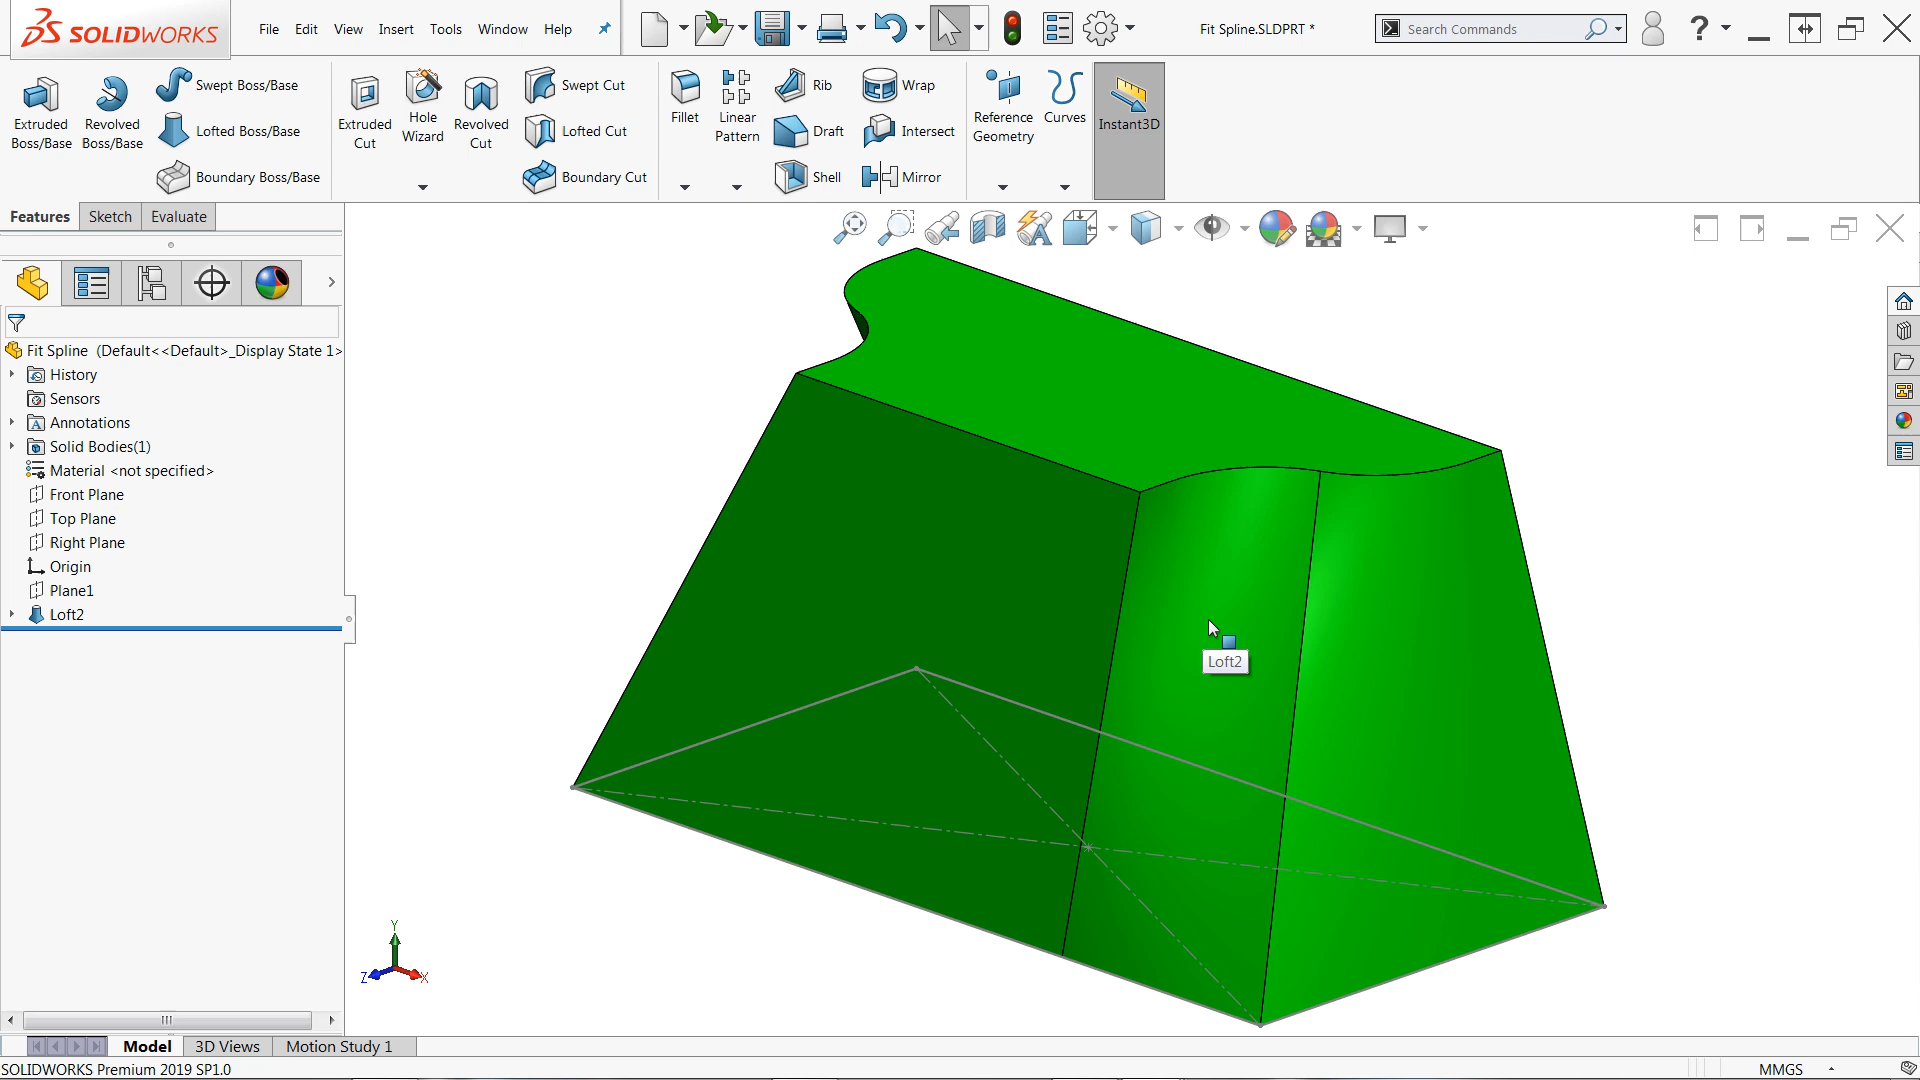 SOLIDWORKS
File Edit View Insert Tools Window Help
Fit Spline.SLDPRT *
Search Commands
Extruded Boss/Base
Revolved Boss/Base
Swept Boss/Base
Lofted Boss/Base
Boundary Boss/Base
Extruded Cut
Hole Wizard
Revolved Cut
Swept Cut
Lofted Cut
Boundary Cut
Fillet
Linear Pattern
Rib
Draft
Shell
Wrap
Intersect
Mirror
Reference Geometry
Curves
Instant3D
Features Sketch Evaluate
Fit Spline (Default<<Default>_Display State 1>
History
Sensors
Annotations
Solid Bodies(1)
Material <not specified>
Front Plane
Top Plane
Right Plane
Origin
Plane1
Loft2
Loft2
Y
Z X
Model 3D Views Motion Study 1
SOLIDWORKS Premium 2019 SP1.0
MMGS